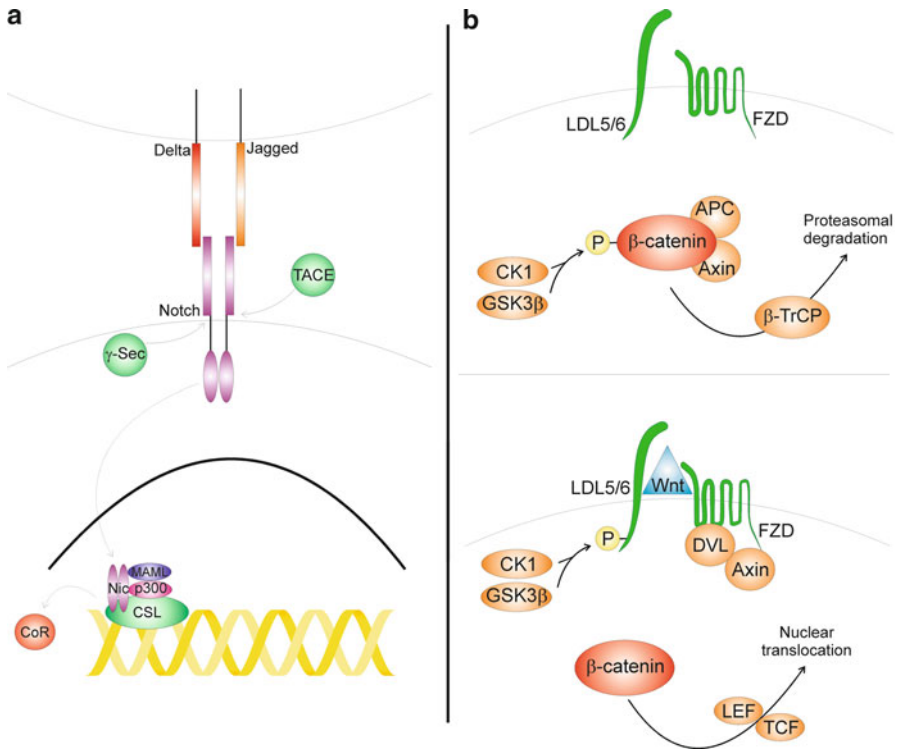 a
Delta
Jagged
TACE
Notch
γ-Sec
MAML
Nic
p300
CSL
CoR
b
LDL5/6
FZD
APC
P
β-catenin
Axin
CK1
GSK3β
Proteasomal
degradation
β-TrCP
LDL5/6
Wnt
FZD
P
DVL
Axin
CK1
GSK3β
β-catenin
Nuclear
translocation
LEF
TCF